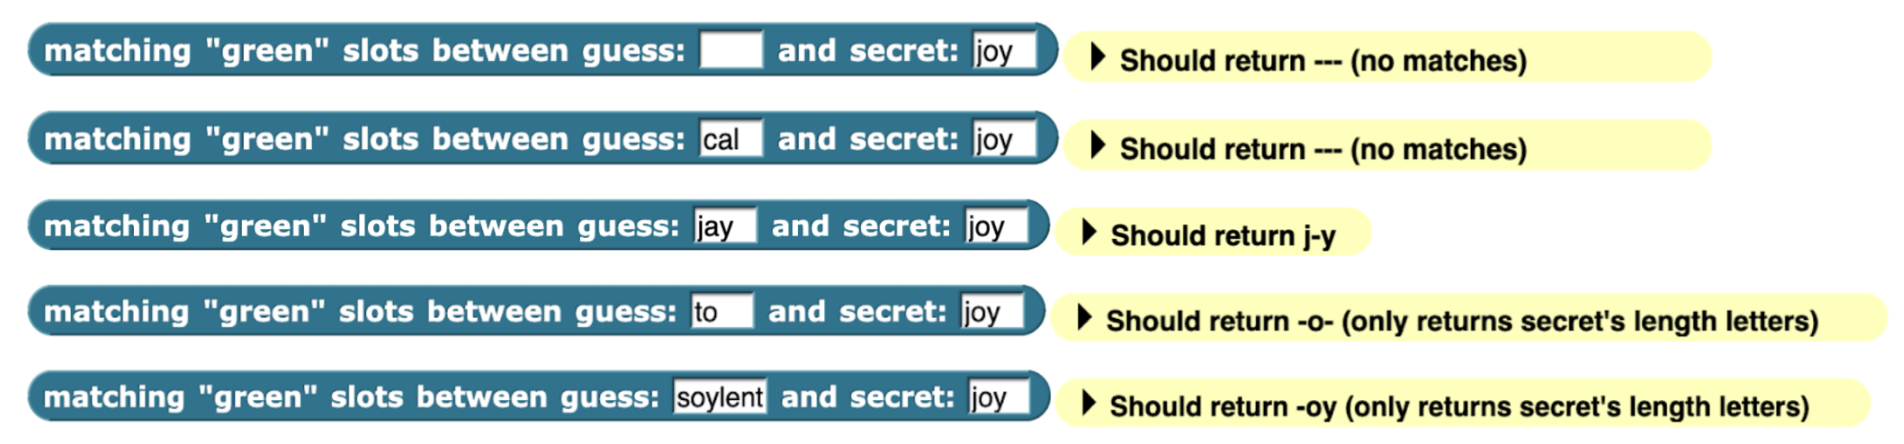 matching "green" slots between guess: and secret: joy Should return --- (no matches)
matching "green" slots between guess: cal and secret: joy Should return --- (no matches)
matching "green" slots between guess: jay and secret: joy Should return j-y
matching "green" slots between guess: to and secret: joy Should return -o- (only returns secret's length letters)
matching "green" slots between guess: soylent and secret: joy Should return -oy (only returns secret's length letters)